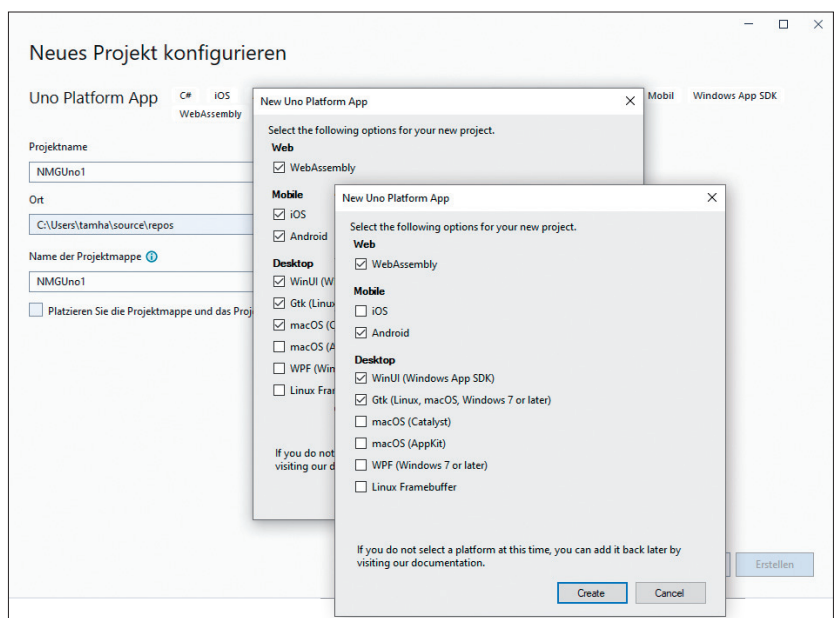 Neues Projekt konfigurieren
Uno Platform App C# iOS Mobil Windows App SDK
WebAssembly
Projektname
NMGUno1
Ort
C:\Users\tamha\source\repos
Name der Projektmappe
NMGUno1
Platzieren Sie die Projektmappe und das
New Uno Platform App
Select the following options for your new project.
Web
WebAssembly
Mobile
iOS
Android
Desktop
WinUI
Gtk
macOS
macOS
WPF
Linux
If you do not
visiting our
New Uno Platform App
Select the following options for your new project.
Web
WebAssembly
Mobile
iOS
Android
Desktop
WinUI (Windows App SDK)
Gtk (Linux, macOS, Windows 7 or later)
macOS (Catalyst)
macOS (AppKit)
WPF (Windows 7 or later)
Linux Framebuffer
If you do not select a platform at this time, you can add it back later by
visiting our documentation.
Create Cancel
Erstellen